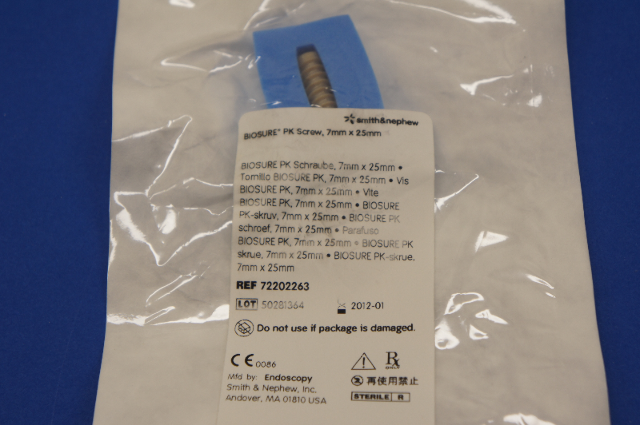 smith&nephew
BIOSURE® PK Screw, 7mm x 25mm
BIOSURE PK Schraube, 7mm x 25mm •
Tornillo BIOSURE PK, 7mm x 25mm • Vis
BIOSURE PK, 7mm x 25mm • Vite
BIOSURE PK, 7mm x 25mm • BIOSURE
PK-skruv, 7mm x 25mm • BIOSURE PK
schroef, 7mm x 25mm • Parafuso
BIOSURE PK, 7mm x 25mm • BIOSURE PK
skrue, 7mm x 25mm • BIOSURE PK-skrue,
7mm x 25mm
REF 72202263
LOT 50281364 2012-01
Do not use if package is damaged.
CE 0086
Rx
Mfd by: Endoscopy
Smith & Nephew, Inc.
Andover, MA 01810 USA
再使用禁止
STERILE R